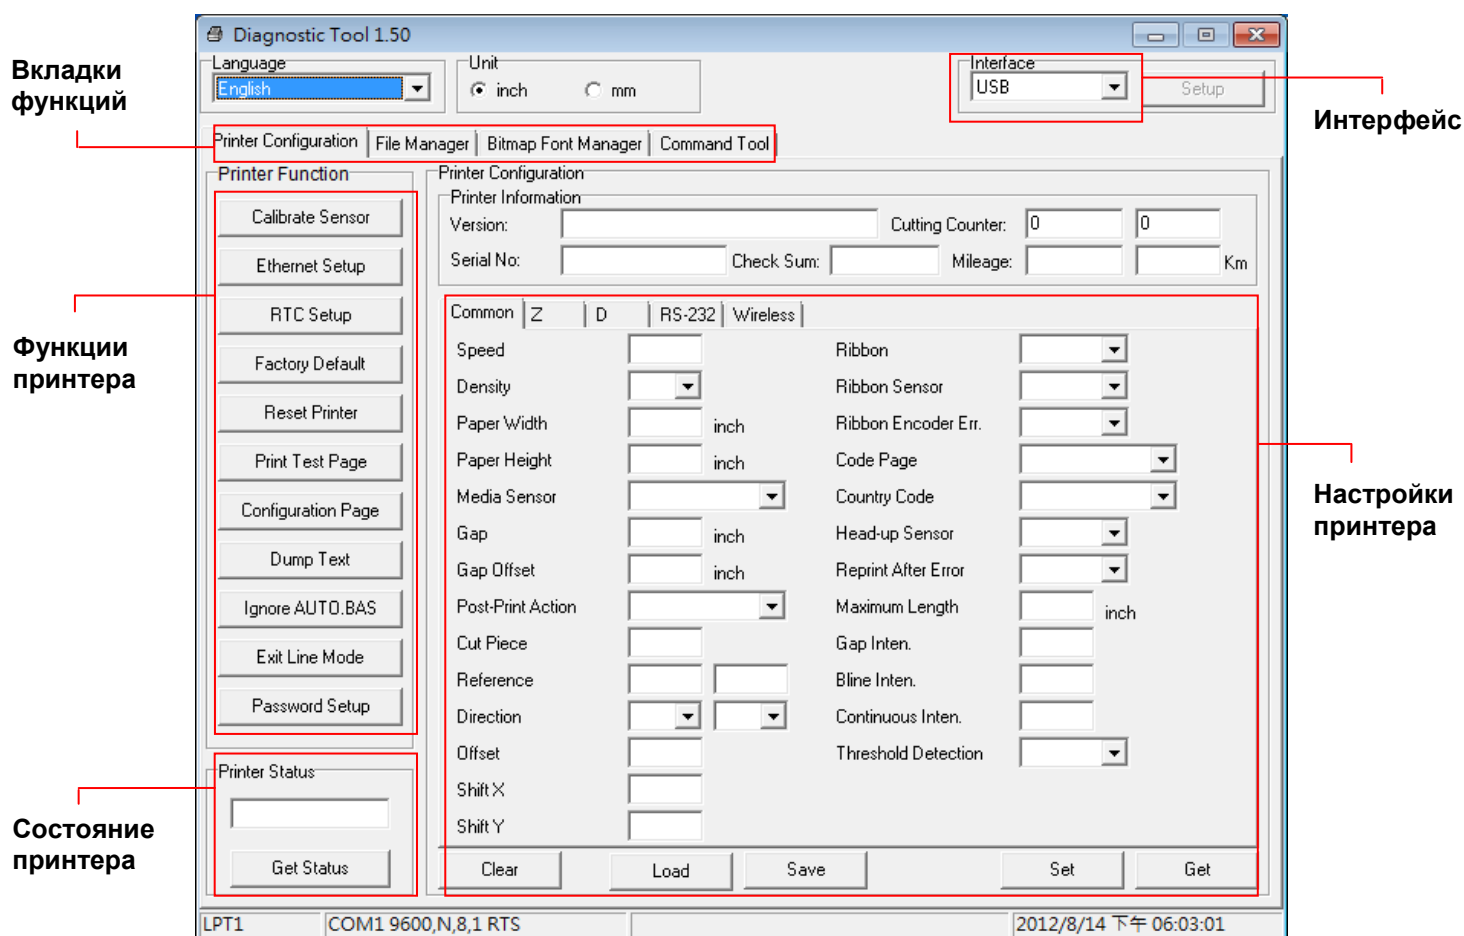 Diagnostic Tool 1.50
Вкладки
функций
Language
English
Unit
inch
mm
Interface
USB
Setup
Интерфейс
Printer Configuration
File Manager
Bitmap Font Manager
Command Tool
Printer Function
Calibrate Sensor
Ethernet Setup
RTC Setup
Factory Default
Reset Printer
Print Test Page
Configuration Page
Dump Text
Ignore AUTO.BAS
Exit Line Mode
Password Setup
Функции
принтера
Printer Configuration
Printer Information
Version:
Cutting Counter:
0
0
Serial No:
Check Sum:
Mileage:
Km
Common
Z
D
RS-232
Wireless
Speed
Density
Paper Width
inch
Paper Height
inch
Media Sensor
Gap
inch
Gap Offset
inch
Post-Print Action
Cut Piece
Reference
Direction
Offset
Shift X
Shift Y
Ribbon
Ribbon Sensor
Ribbon Encoder Err.
Code Page
Country Code
Head-up Sensor
Reprint After Error
Maximum Length
inch
Gap Inten.
Bline Inten.
Continuous Inten.
Threshold Detection
Настройки
принтера
Printer Status
Get Status
Состояние
принтера
Clear
Load
Save
Set
Get
LPT1
COM1 9600,N,8,1 RTS
2012/8/14 下午 06:03:01